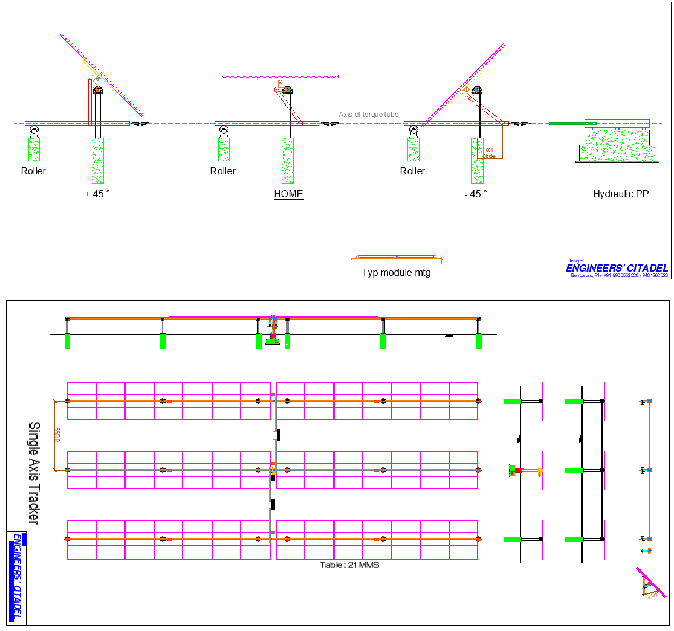 Axis of torque tube
Roller
Roller
Roller
+ 45 °
HOME
- 45 °
Hydraulic PP
Typ module mtg
ENGINEERS' CITADEL
Single Axis Tracker
ENGINEERS' CITADEL
Table : 21 MMS